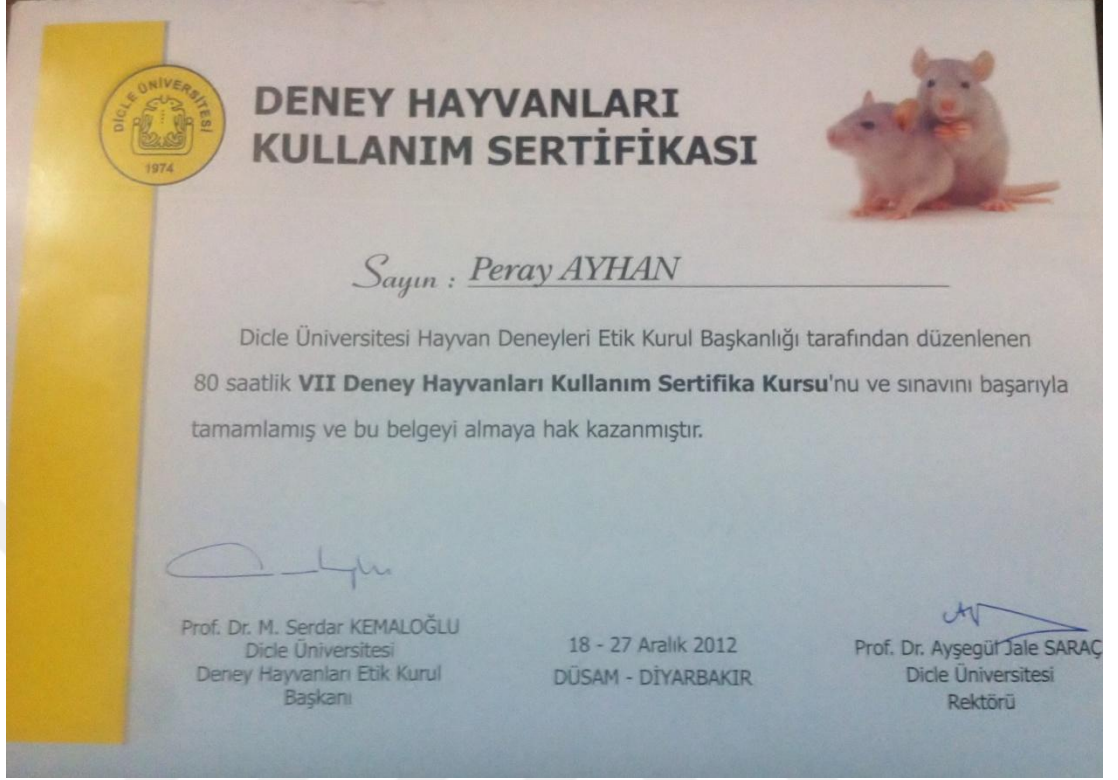 DİCLE ÜNİVERSİTESİ
1974
DENEY HAYVANLARI
KULLANIM SERTİFİKASI
Sayın : Peray AYHAN
Dicle Üniversitesi Hayvan Deneyleri Etik Kurul Başkanlığı tarafından düzenlenen
80 saatlik VII Deney Hayvanları Kullanım Sertifika Kursu'nu ve sınavını başarıyla
tamamlamış ve bu belgeyi almaya hak kazanmıştır.
Prof. Dr. M. Serdar KEMALOĞLU
Dicle Üniversitesi
Deney Hayvanları Etik Kurul
Başkanı
18 - 27 Aralık 2012
DÜSAM - DİYARBAKIR
Prof. Dr. Ayşegül Jale SARAÇ
Dicle Üniversitesi
Rektörü